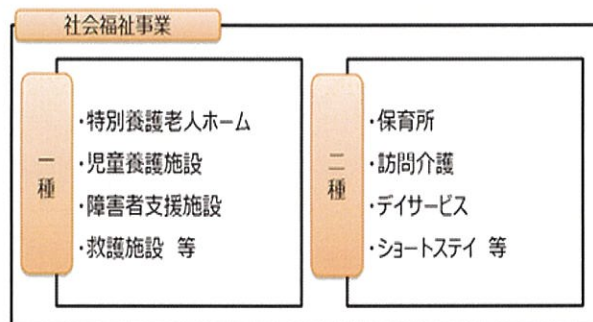 社会福祉事業
一種
・特別養護老人ホーム
・児童養護施設
・障害者支援施設
・救護施設 等
二種
・保育所
・訪問介護
・デイサービス
・ショートステイ 等